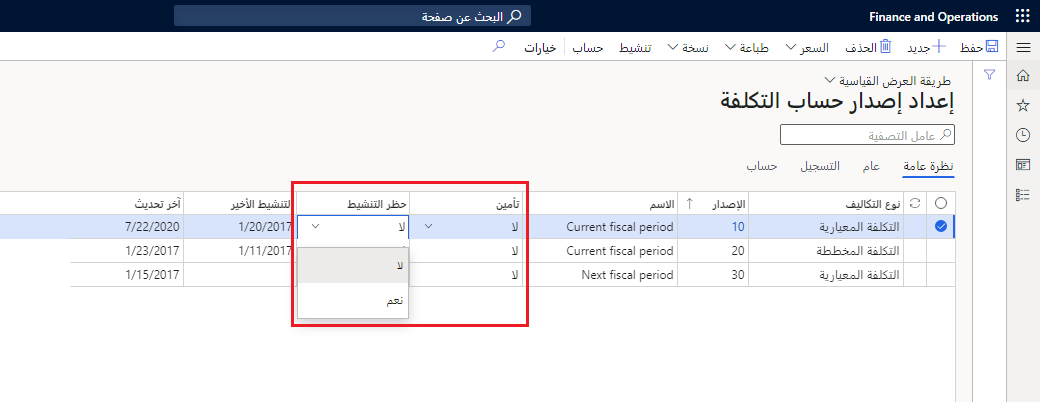 Finance and Operations
البحث عن صفحة
حفظ
جديد
الحذف
السعر
طباعة
نسخة
تنشيط
حساب
خيارات
طريقة العرض القياسية
إعداد إصدار حساب التكلفة
عامل التصفية
نظرة عامة عام التسجيل حساب
نوع التكاليف الإصدار الاسم تأمين حظر التنشيط التنشيط الأخير آخر تحديث
التكلفة المعيارية 10 Current fiscal period لا لا 1/20/2017 7/22/2020
التكلفة المخططة 20 Current fiscal period لا 1/11/2017 1/23/2017
التكلفة المعيارية 30 Next fiscal period لا 1/15/2017
لا
نعم